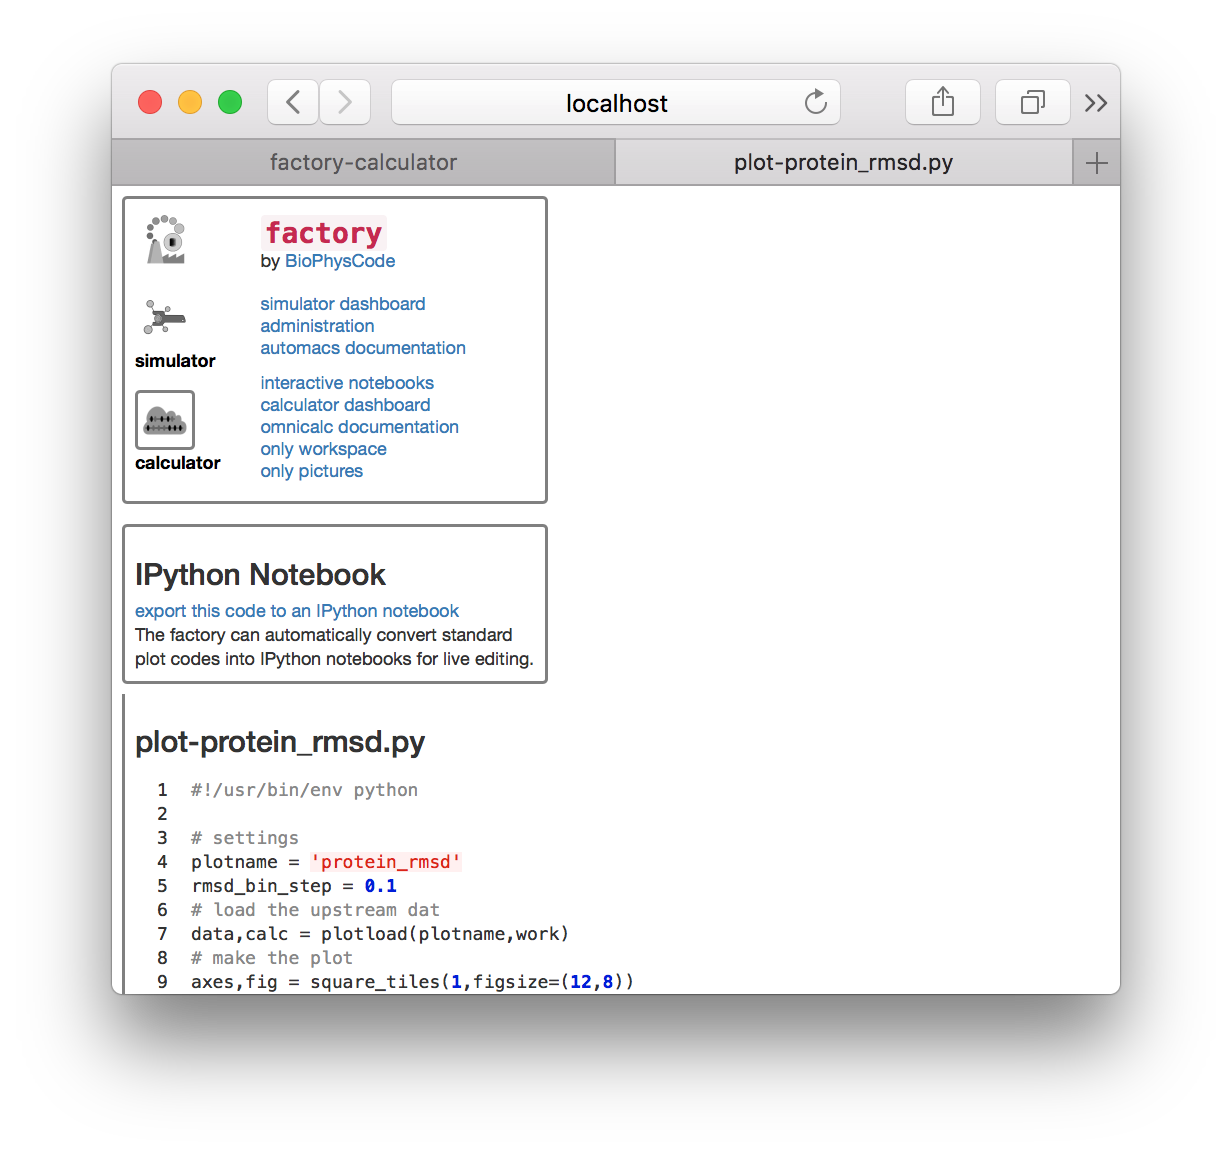 localhost
factory-calculator
plot-protein_rmsd.py
factory
by BioPhysCode
simulator dashboard
administration
automacs documentation
simulator
interactive notebooks
calculator dashboard
omnicalc documentation
only workspace
only pictures
calculator
IPython Notebook
export this code to an IPython notebook
The factory can automatically convert standard
plot codes into IPython notebooks for live editing.
plot-protein_rmsd.py
1 #!/usr/bin/env python
2
3 # settings
4 plotname = 'protein_rmsd'
5 rmsd_bin_step = 0.1
6 # load the upstream dat
7 data,calc = plotload(plotname,work)
8 # make the plot
9 axes,fig = square_tiles(1,figsize=(12,8))